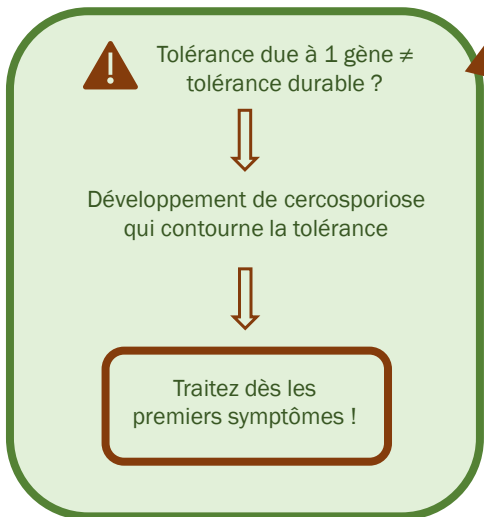 Tolérance due à 1 gène ≠
tolérance durable ?
Développement de cercosporiose
qui contourne la tolérance
Traitez dès les
premiers symptômes !